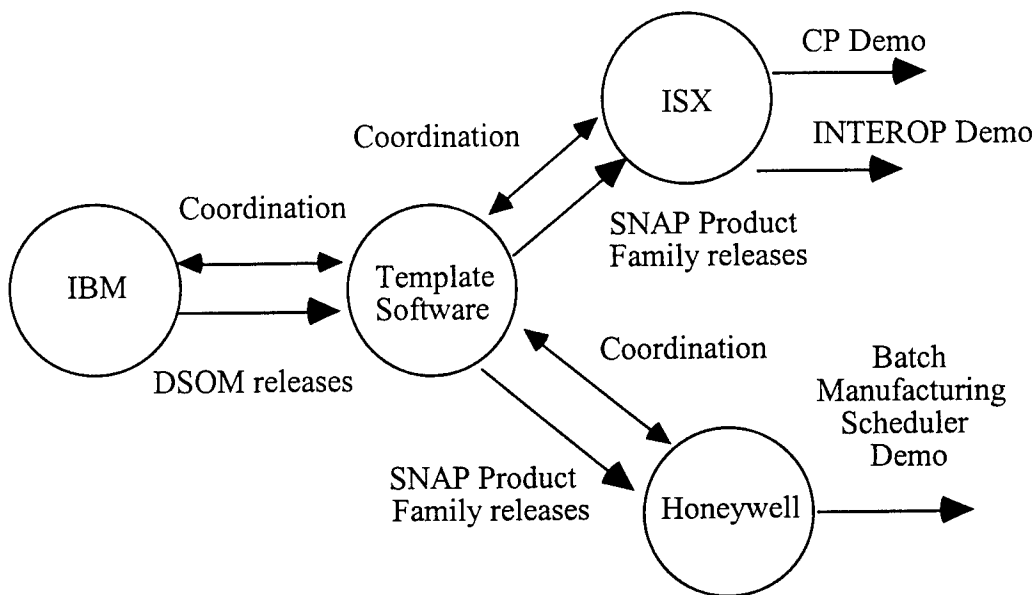 CP Demo
ISX
INTEROP Demo
Coordination
SNAP Product
Family releases
Coordination
IBM
Template
Software
DSOM releases
Coordination
Batch
Manufacturing
Scheduler
Demo
SNAP Product
Family releases
Honeywell